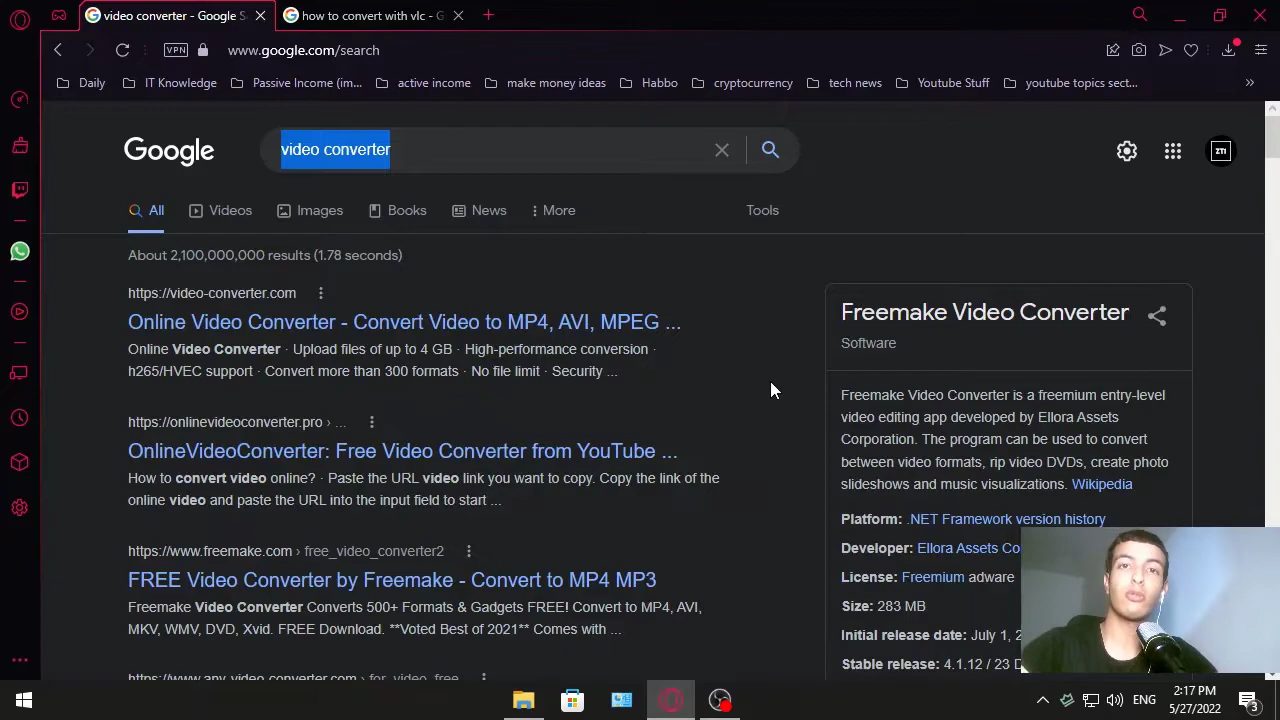 video converter - Google S
how to convert with vlc - G
VPN
www.google.com/search
Daily
IT Knowledge
Passive Income (im...
active income
make money ideas
Habbo
cryptocurrency
tech news
Youtube Stuff
youtube topics sect...
Google
video converter
ZTI
All
Videos
Images
Books
News
More
Tools
About 2,100,000,000 results (1.78 seconds)
https://video-converter.com
Online Video Converter - Convert Video to MP4, AVI, MPEG ...
Online Video Converter · Upload files of up to 4 GB · High-performance conversion ·
h265/HVEC support · Convert more than 300 formats · No file limit · Security ...
https://onlinevideoconverter.pro › ...
OnlineVideoConverter: Free Video Converter from YouTube ...
How to convert video online? · Paste the URL video link you want to copy. Copy the link of the
online video and paste the URL into the input field to start ...
https://www.freemake.com › free_video_converter2
FREE Video Converter by Freemake - Convert to MP4 MP3
Freemake Video Converter Converts 500+ Formats & Gadgets FREE! Convert to MP4, AVI,
MKV, WMV, DVD, Xvid. FREE Download. **Voted Best of 2021** Comes with ...
https://www.any-video-converter.com › for_video_free
Freemake Video Converter
Software
Freemake Video Converter is a freemium entry-level
video editing app developed by Ellora Assets
Corporation. The program can be used to convert
between video formats, rip video DVDs, create photo
slideshows and music visualizations. Wikipedia
Platform: .NET Framework version history
Developer: Ellora Assets Co
License: Freemium adware
Size: 283 MB
Initial release date: July 1, 2
Stable release: 4.1.12 / 23 D
ENG
2:17 PM
5/27/2022
3